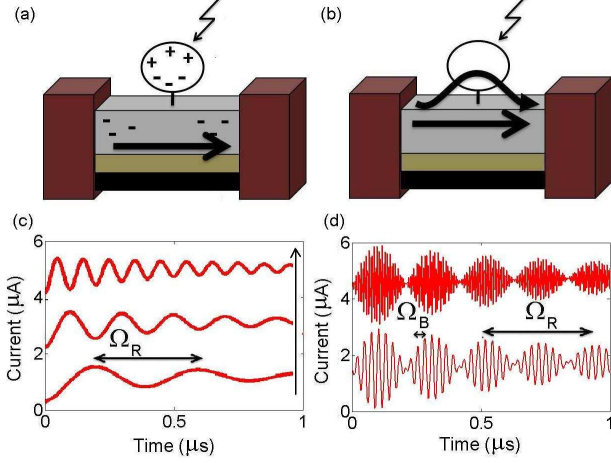 (a)
(b)
+ + +
+ +
- - -
- -
- -
- -
(c)
(d)
6
4
2
0
Current (μA)
Ω_R
0
0.5
1
Time (μs)
6
4
2
0
Current (μA)
Ω_B
Ω_R
0
0.5
1
Time (μs)